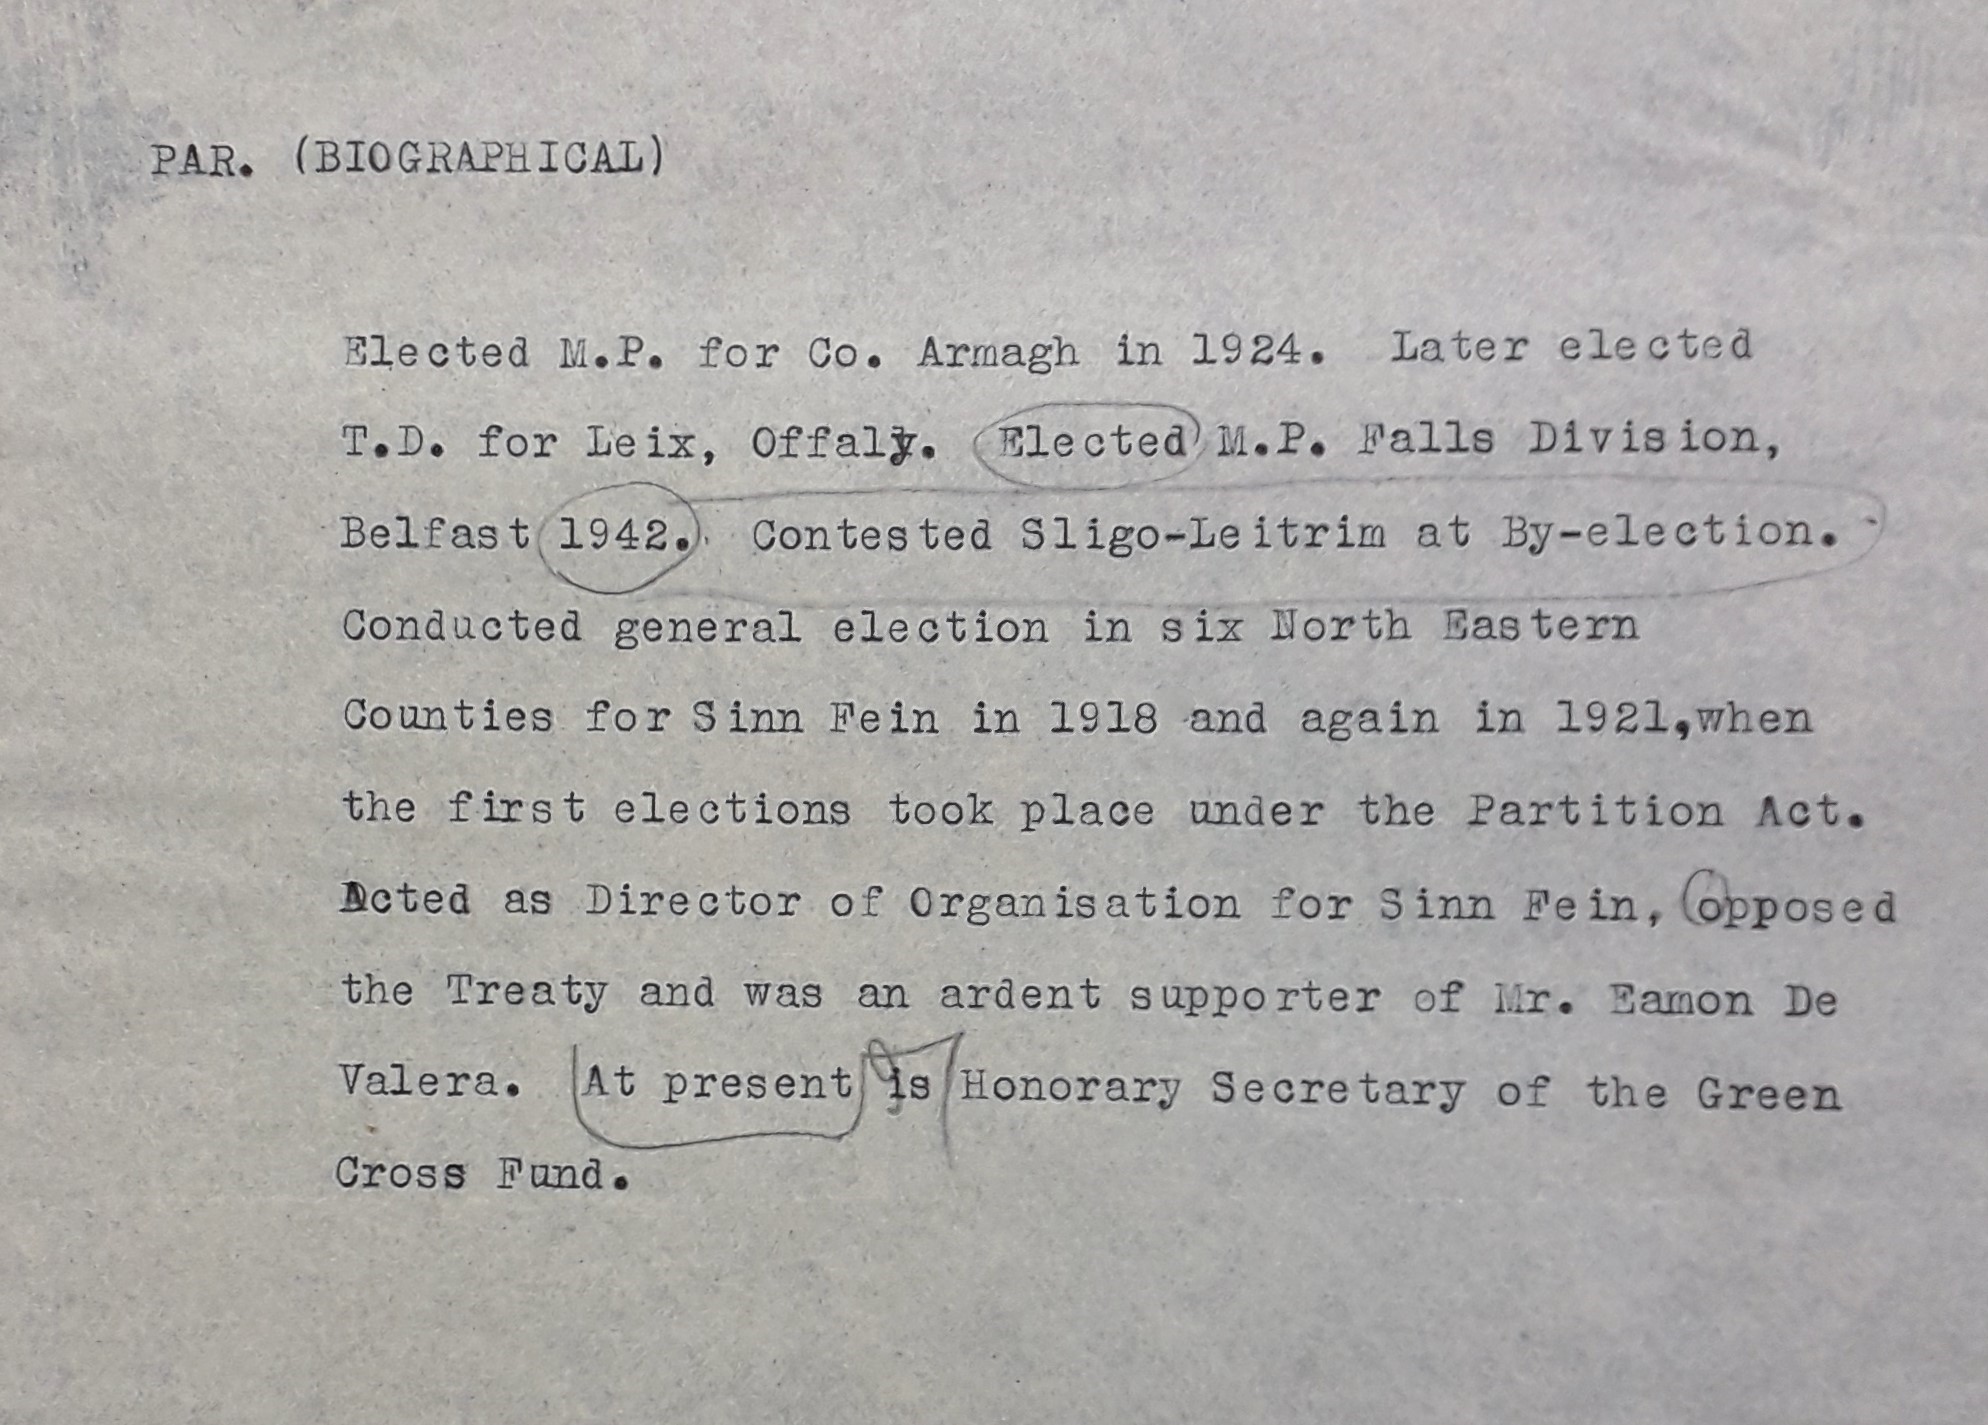 PAR. (BIOGRAPHICAL)
Elected M.P. for Co. Armagh in 1924. Later elected
T.D. for Leix, Offaly. Elected M.P. Falls Division,
Belfast 1942. Contested Sligo-Leitrim at By-election.
Conducted general election in six North Eastern
Counties for Sinn Fein in 1918 and again in 1921,when
the first elections took place under the Partition Act.
Acted as Director of Organisation for Sinn Fein, opposed
the Treaty and was an ardent supporter of Mr. Eamon De
Valera. At present is Honorary Secretary of the Green
Cross Fund.